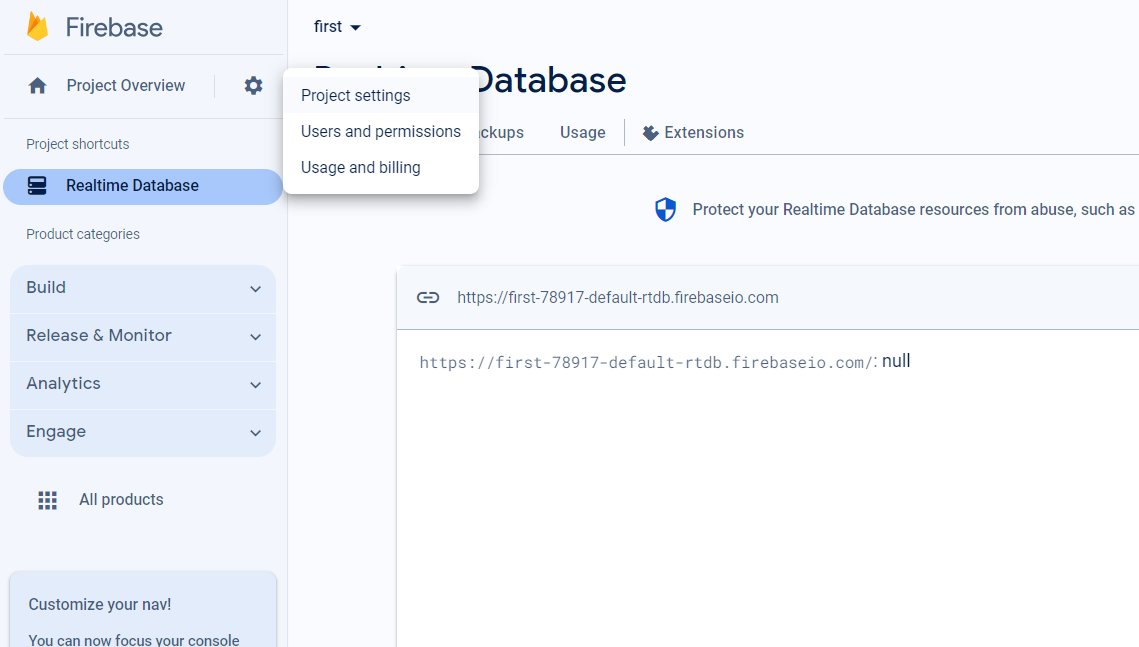 Firebase
Project Overview
Project shortcuts
Realtime Database
Product categories
Build
Release & Monitor
Analytics
Engage
All products
Customize your nav!
You can now focus your console
first
Database
Project settings
Users and permissions
Usage and billing
ckups
Usage
Extensions
Protect your Realtime Database resources from abuse, such as
https://first-78917-default-rtdb.firebaseio.com
https://first-78917-default-rtdb.firebaseio.com/: null